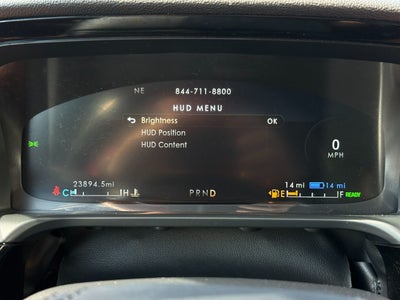 NE 844-711-8800
HUD MENU
Brightness OK
HUD Position
HUD Content
0
MPH
23894.5mi 14 mi 14 mi
C H PRND E F READY